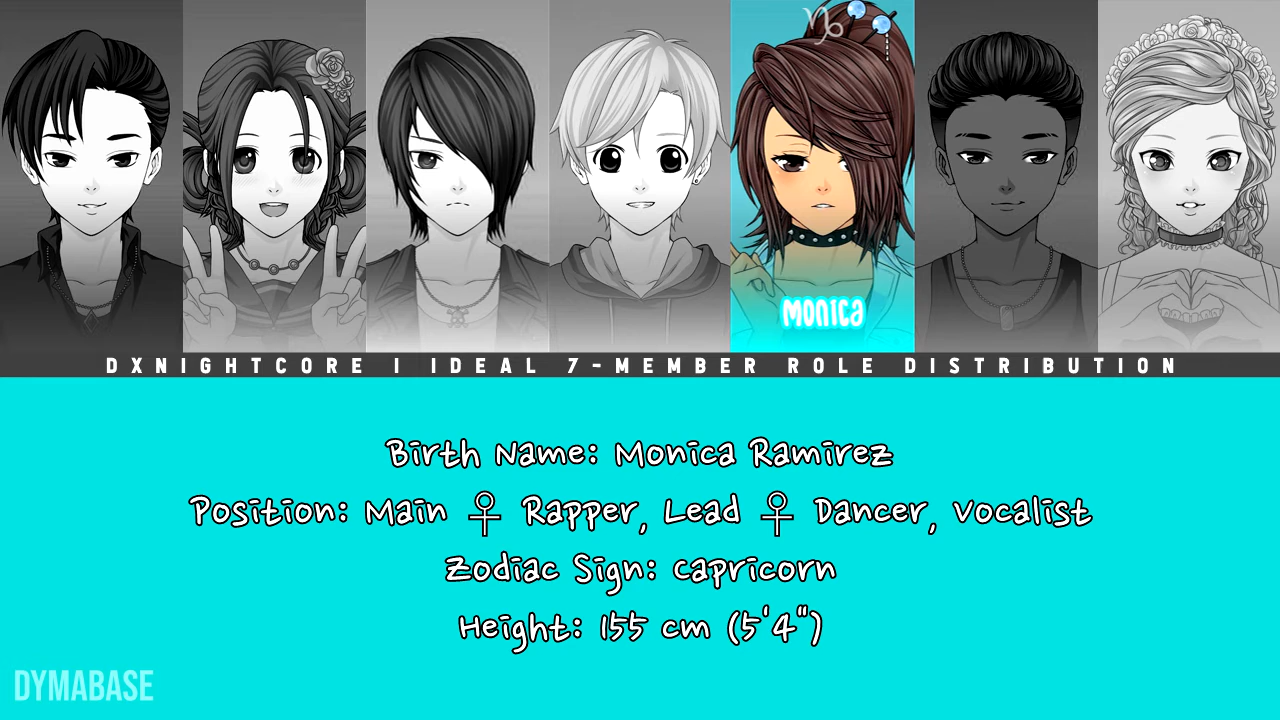 ♑
MONICA
DXNIGHTCORE | IDEAL 7-MEMBER ROLE DISTRIBUTION
Birth Name: Monica Ramirez
Position: Main ♀ Rapper, Lead ♀ Dancer, Vocalist
Zodiac Sign: Capricorn
Height: 155 cm (5'4")
DYMABASE